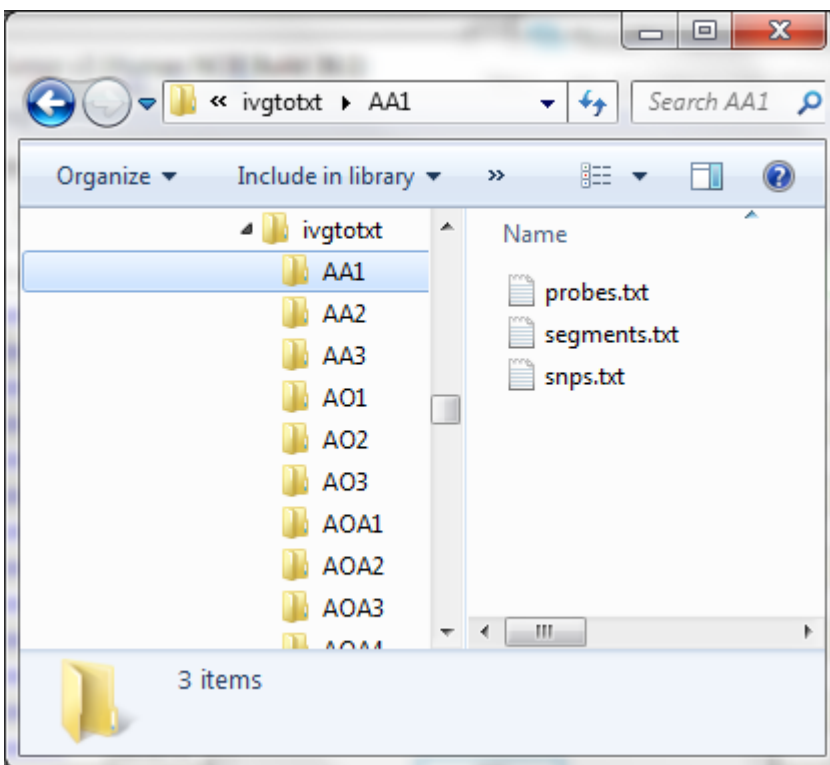 « ivgtotxt ▸ AA1
Search AA1
Organize
Include in library
»
ivgtotxt
AA1
AA2
AA3
AO1
AO2
AO3
AOA1
AOA2
AOA3
AOA4
Name
probes.txt
segments.txt
snps.txt
3 items